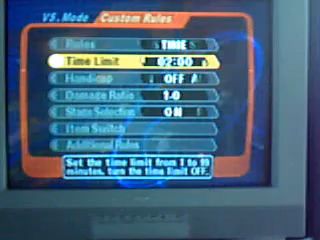 VS. Mode Custom Rules
Rules TIME
Time Limit 02:00
Handicap OFF
Damage Ratio 1.0
Stage Selection ON
Item Switch
Additional Rules
Set the time limit from 1 to 99
minutes, turn the time limit OFF.